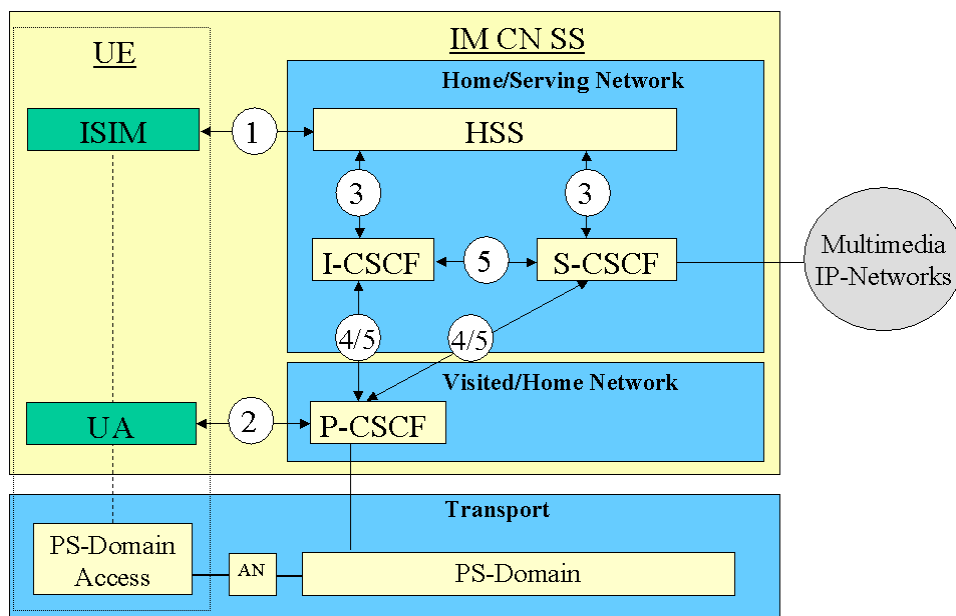 UE
IM CN SS
Home/Serving Network
ISIM
1
HSS
3
3
I-CSCF
5
S-CSCF
Multimedia
IP-Networks
4/5
4/5
Visited/Home Network
UA
2
P-CSCF
Transport
PS-Domain
Access
AN
PS-Domain